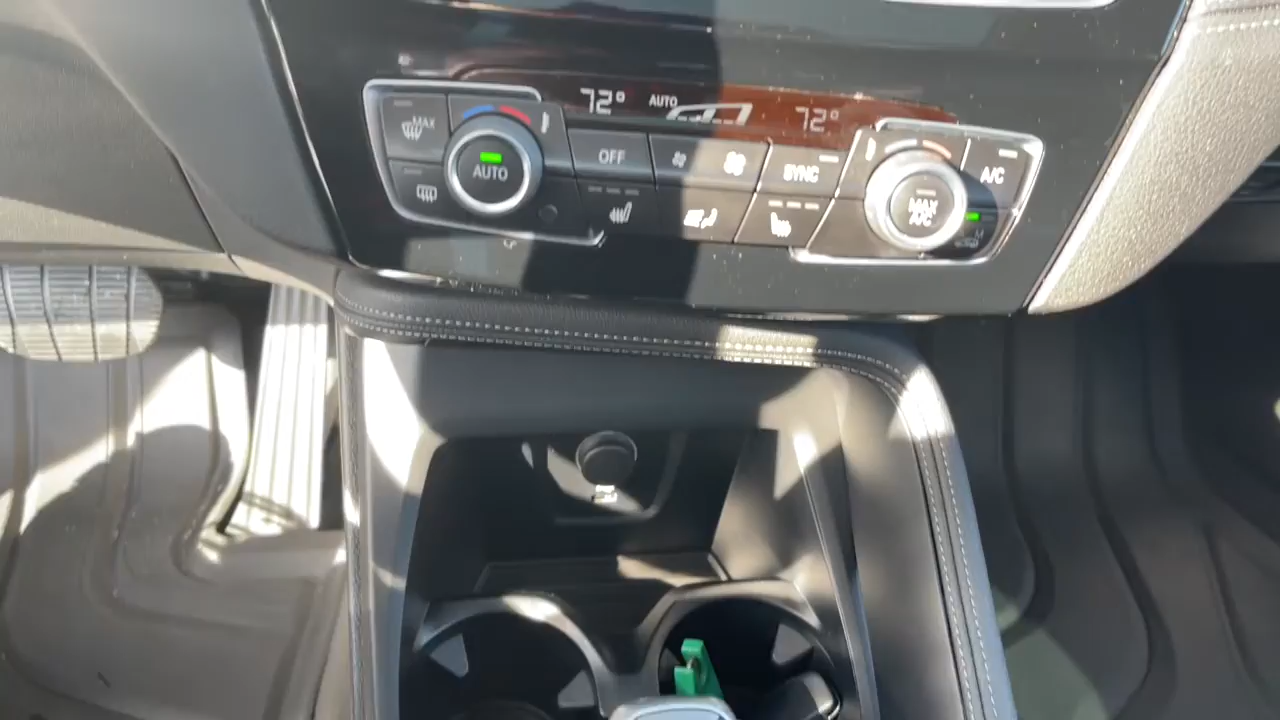 72° AUTO 72°
MAX
AUTO
OFF
SYNC
A/C
MAX
A/C